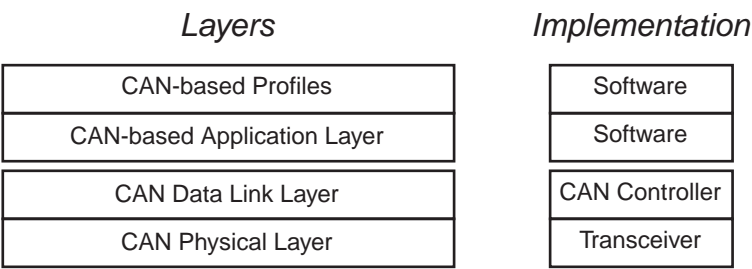 Layers Implementation
CAN-based Profiles Software
CAN-based Application Layer Software
CAN Data Link Layer CAN Controller
CAN Physical Layer Transceiver